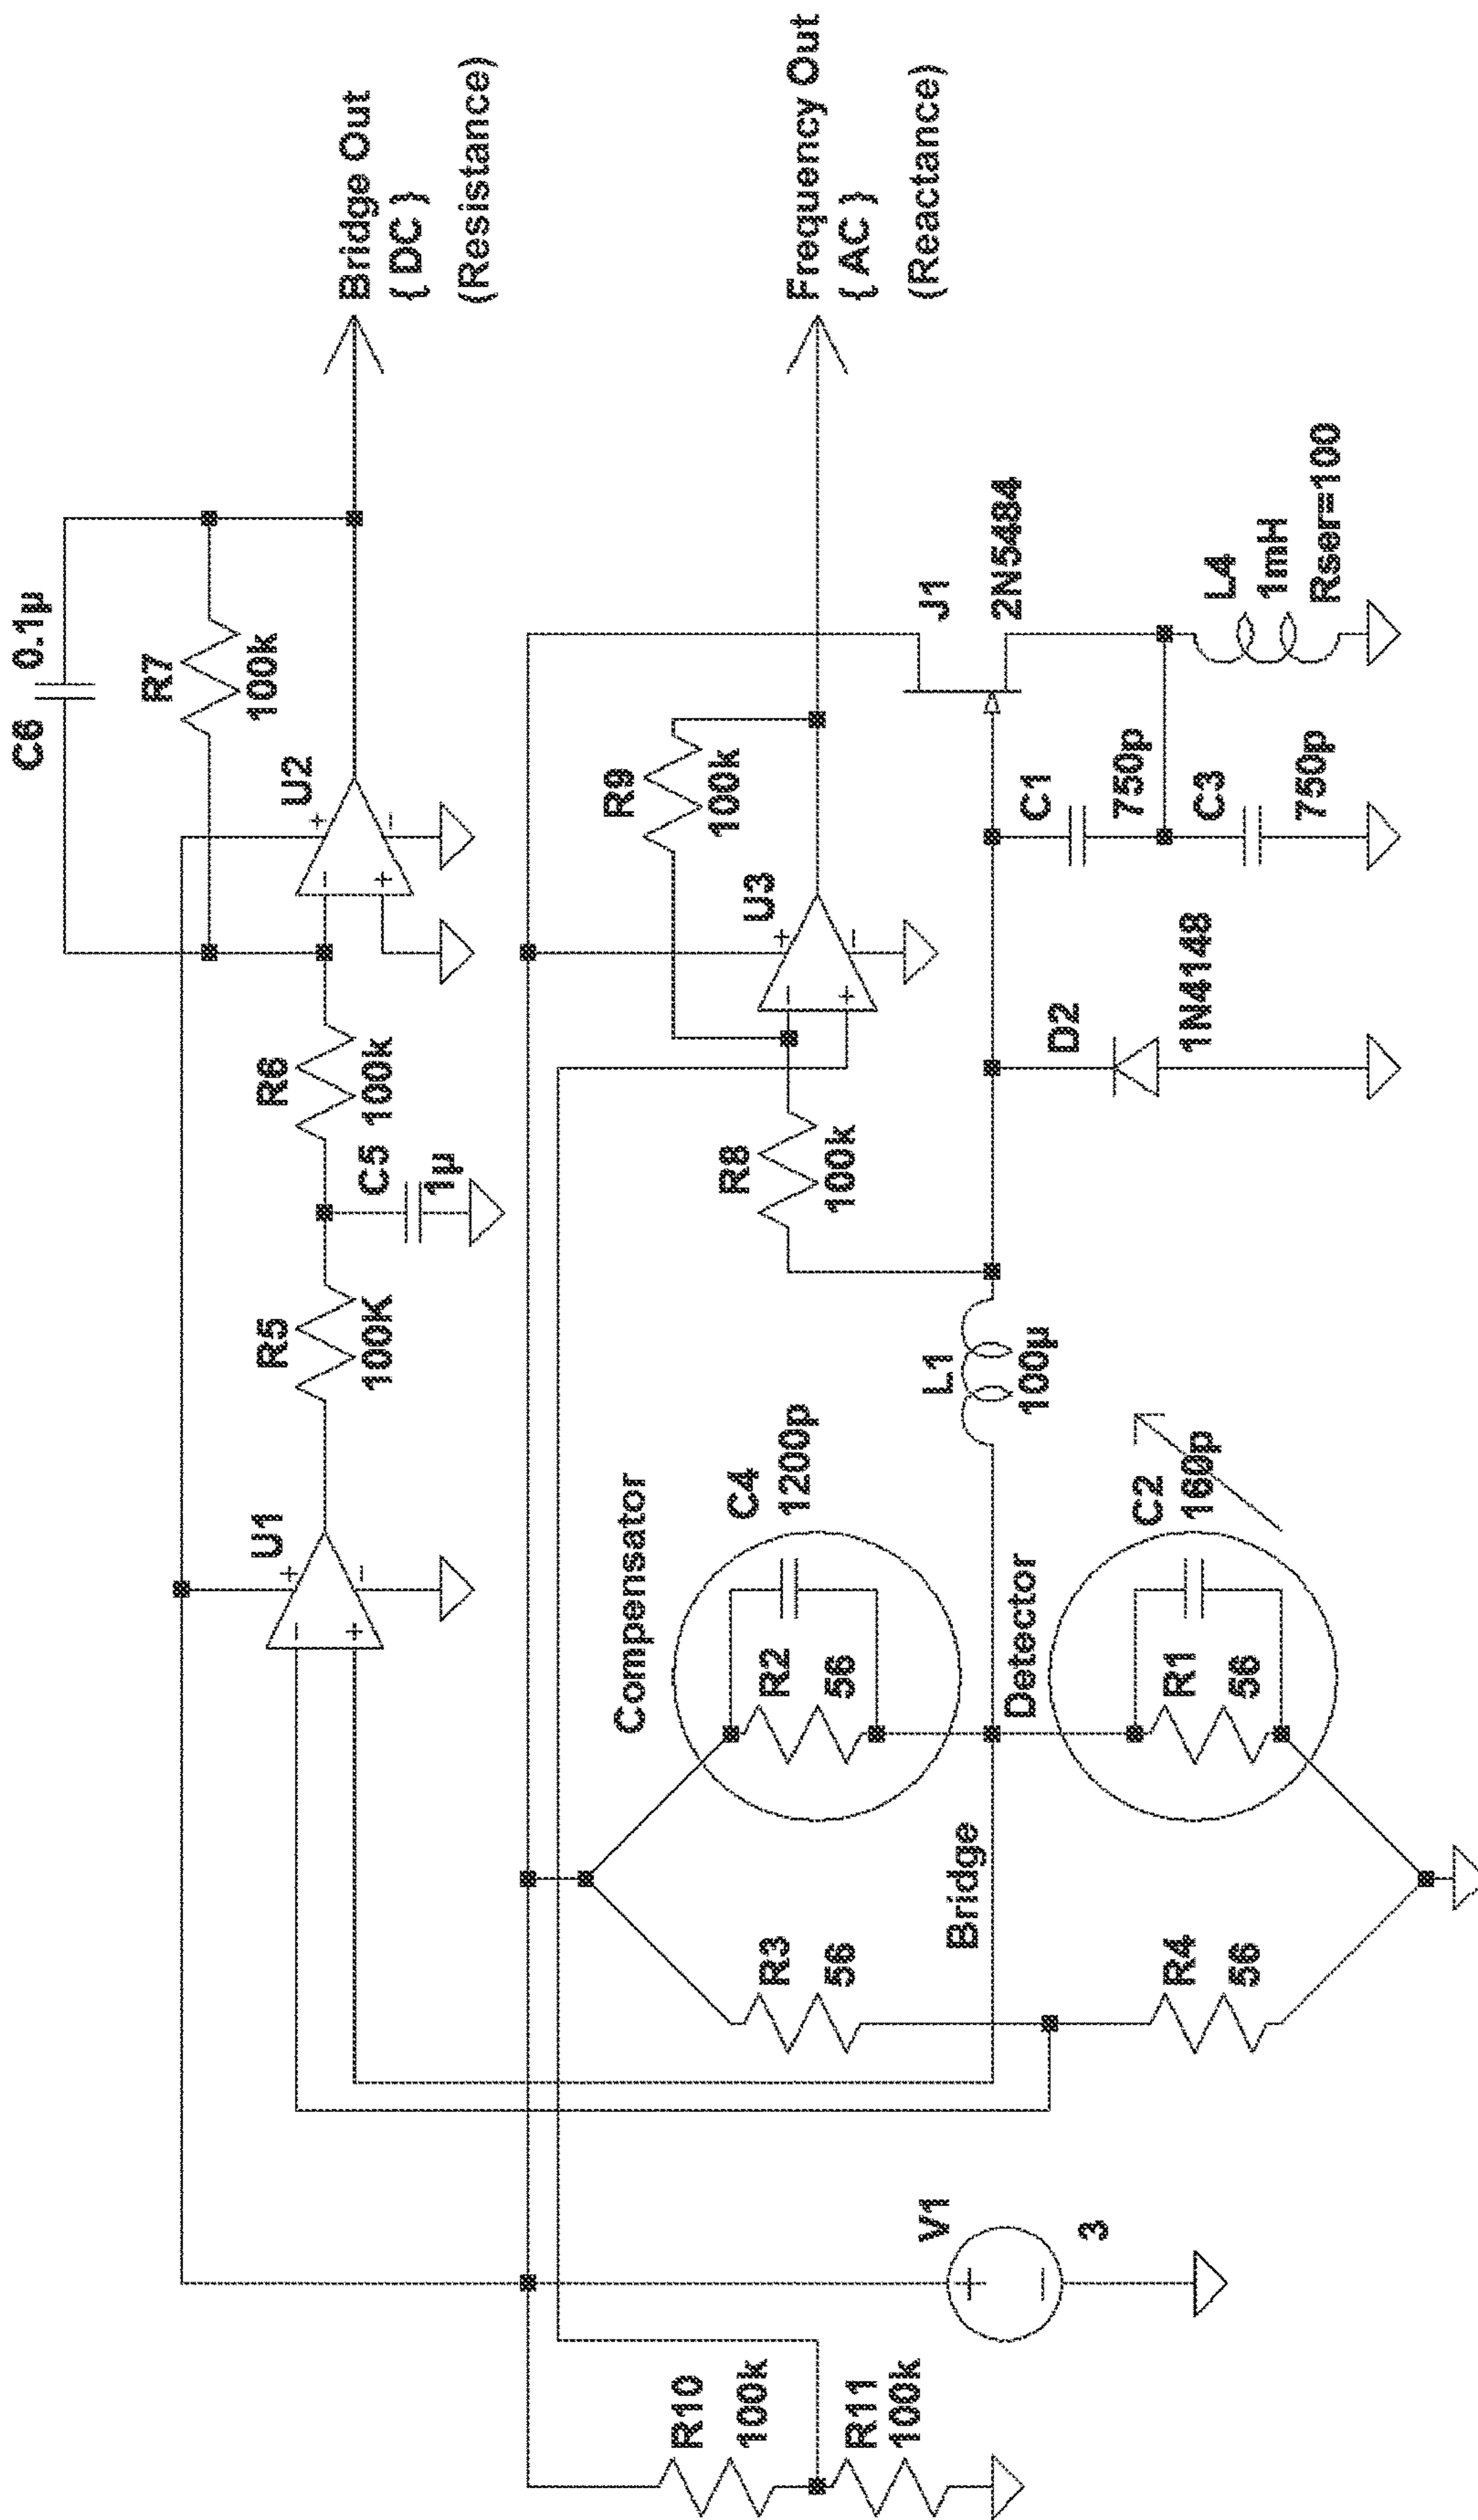 C6 0.1µ
R7
100k
U2
+
−
−
+
Bridge Out
{ DC }
(Resistance)
R6
100k
C5
1µ
R5
100K
U1
+
−
−
+
R9
100k
U3
+
−
−
+
Frequency Out
{ AC }
(Reactance)
R8
100k
J1
2N5484
L4
1mH
Rser=100
C1
750p
C3
750p
D2
1N4148
L1
100µ
Compensator
C4
1200p
R2
56
Detector
C2
160p
R1
56
Bridge
R3
56
R4
56
V1
+
−
3
R10
100k
R11
100k